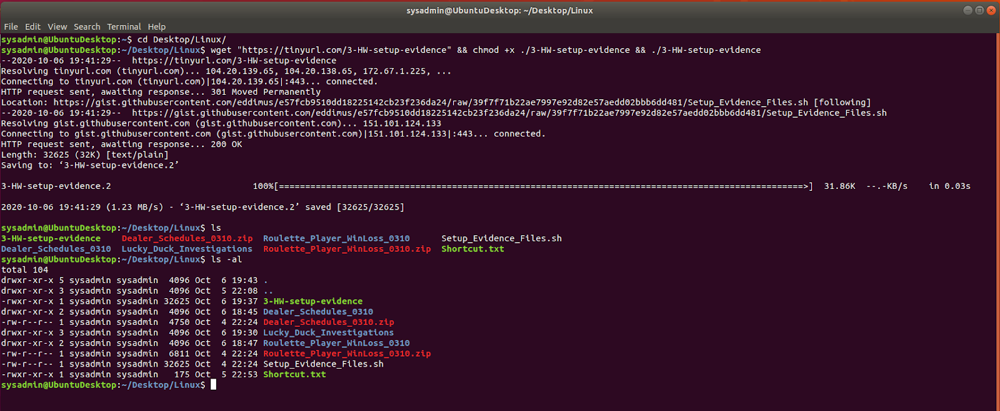 sysadmin@UbuntuDesktop: ~/Desktop/Linux
File Edit View Search Terminal Help
sysadmin@UbuntuDesktop:~$ cd Desktop/Linux/
sysadmin@UbuntuDesktop:~/Desktop/Linux$ wget "https://tinyurl.com/3-HW-setup-evidence" && chmod +x ./3-HW-setup-evidence && ./3-HW-setup-evidence
--2020-10-06 19:41:29--  https://tinyurl.com/3-HW-setup-evidence
Resolving tinyurl.com (tinyurl.com)... 104.20.139.65, 104.20.138.65, 172.67.1.225, ...
Connecting to tinyurl.com (tinyurl.com)|104.20.139.65|:443... connected.
HTTP request sent, awaiting response... 301 Moved Permanently
Location: https://gist.githubusercontent.com/eddimus/e57fcb9510dd18225142cb23f236da24/raw/39f7f71b22ae7997e92d82e57aedd02bbb6dd481/Setup_Evidence_Files.sh [following]
--2020-10-06 19:41:29--  https://gist.githubusercontent.com/eddimus/e57fcb9510dd18225142cb23f236da24/raw/39f7f71b22ae7997e92d82e57aedd02bbb6dd481/Setup_Evidence_Files.sh
Resolving gist.githubusercontent.com (gist.githubusercontent.com)... 151.101.124.133
Connecting to gist.githubusercontent.com (gist.githubusercontent.com)|151.101.124.133|:443... connected.
HTTP request sent, awaiting response... 200 OK
Length: 32625 (32K) [text/plain]
Saving to: ‘3-HW-setup-evidence.2’
3-HW-setup-evidence.2 100%[====================================================================================================>] 31.86K --.-KB/s in 0.03s
2020-10-06 19:41:29 (1.23 MB/s) - ‘3-HW-setup-evidence.2’ saved [32625/32625]
sysadmin@UbuntuDesktop:~/Desktop/Linux$ ls
3-HW-setup-evidence Dealer_Schedules_0310.zip Roulette_Player_WinLoss_0310 Setup_Evidence_Files.sh
Dealer_Schedules_0310 Lucky_Duck_Investigations Roulette_Player_WinLoss_0310.zip Shortcut.txt
sysadmin@UbuntuDesktop:~/Desktop/Linux$ ls -al
total 104
drwxr-xr-x 5 sysadmin sysadmin  4096 Oct  6 19:43 .
drwxr-xr-x 3 sysadmin sysadmin  4096 Oct  5 22:08 ..
-rwxr-xr-x 1 sysadmin sysadmin 32625 Oct  6 19:37 3-HW-setup-evidence
drwxr-xr-x 2 sysadmin sysadmin  4096 Oct  6 18:45 Dealer_Schedules_0310
-rw-r--r-- 1 sysadmin sysadmin  4750 Oct  4 22:24 Dealer_Schedules_0310.zip
drwxr-xr-x 3 sysadmin sysadmin  4096 Oct  6 19:30 Lucky_Duck_Investigations
drwxr-xr-x 2 sysadmin sysadmin  4096 Oct  6 18:47 Roulette_Player_WinLoss_0310
-rw-r--r-- 1 sysadmin sysadmin  6811 Oct  4 22:24 Roulette_Player_WinLoss_0310.zip
-rw-r--r-- 1 sysadmin sysadmin 32625 Oct  4 22:24 Setup_Evidence_Files.sh
-rwxr-xr-x 1 sysadmin sysadmin   175 Oct  5 22:53 Shortcut.txt
sysadmin@UbuntuDesktop:~/Desktop/Linux$